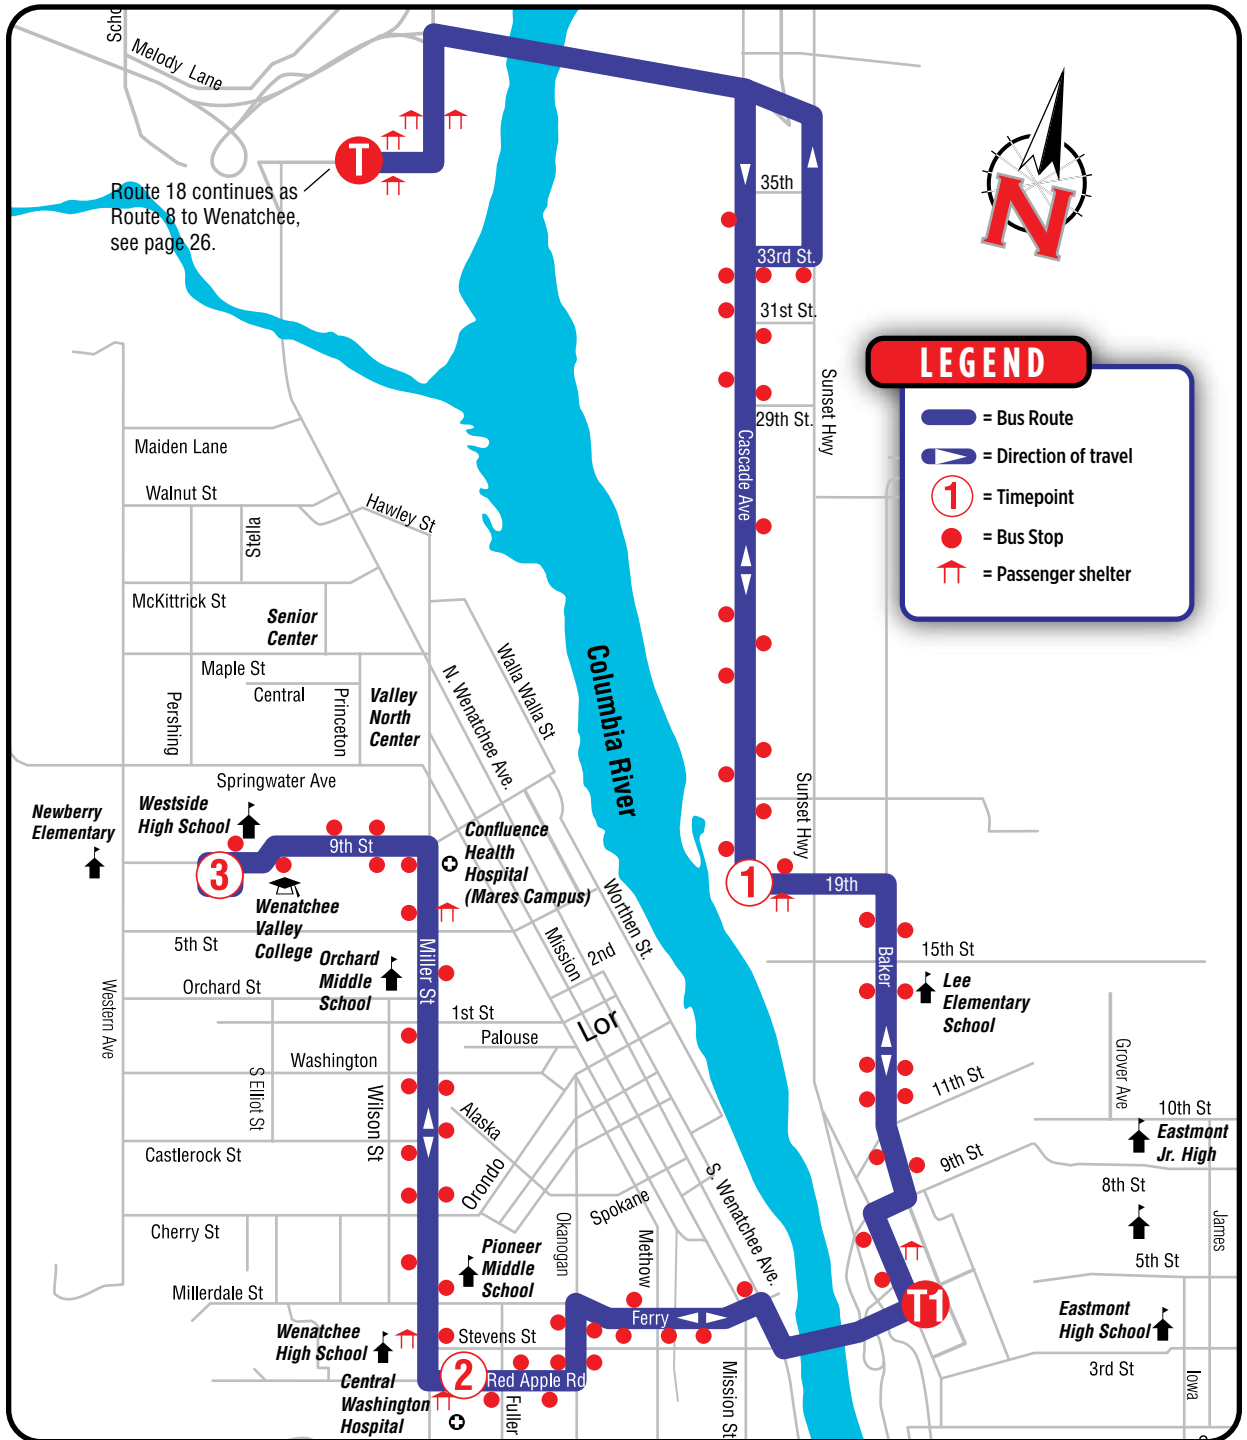 Scho
Melody Lane
T
Route 18 continues as
Route 8 to Wenatchee,
see page 26.
35th
33rd St.
31st St.
29th St.
Sunset Hwy
Cascade Ave
N
LEGEND
= Bus Route
= Direction of travel
1 = Timepoint
= Bus Stop
= Passenger shelter
Maiden Lane
Walnut St
Stella
Hawley St
McKittrick St
Senior
Center
Maple St
Central
Pershing
Princeton
Valley
North
Center
N. Wenatchee Ave.
Walla Walla St
Columbia River
Springwater Ave
Sunset Hwy
Newberry
Elementary
Westside
High School
9th St
3
Confluence
Health
Hospital
(Mares Campus)
Wenatchee
Valley
College
1
19th
Baker
15th St
Lee
Elementary
School
5th St
Orchard
Middle
School
Miller St
Mission
2nd
Worthen St.
Orchard St
Western Ave
1st St
Palouse
Lor
Washington
S Elliot St
Wilson St
Alaska
Orondo
Castlerock St
11th St
Grover Ave
10th St
Eastmont
Jr. High
9th St
8th St
James
5th St
Cherry St
Okanogan
Spokane
Methow
S. Wenatchee Ave.
Pioneer
Middle
School
Millerdale St
Ferry
T1
Stevens St
Wenatchee
High School
Eastmont
High School
3rd St
Iowa
2
Red Apple Rd
Central
Washington
Hospital
Fuller
Mission St